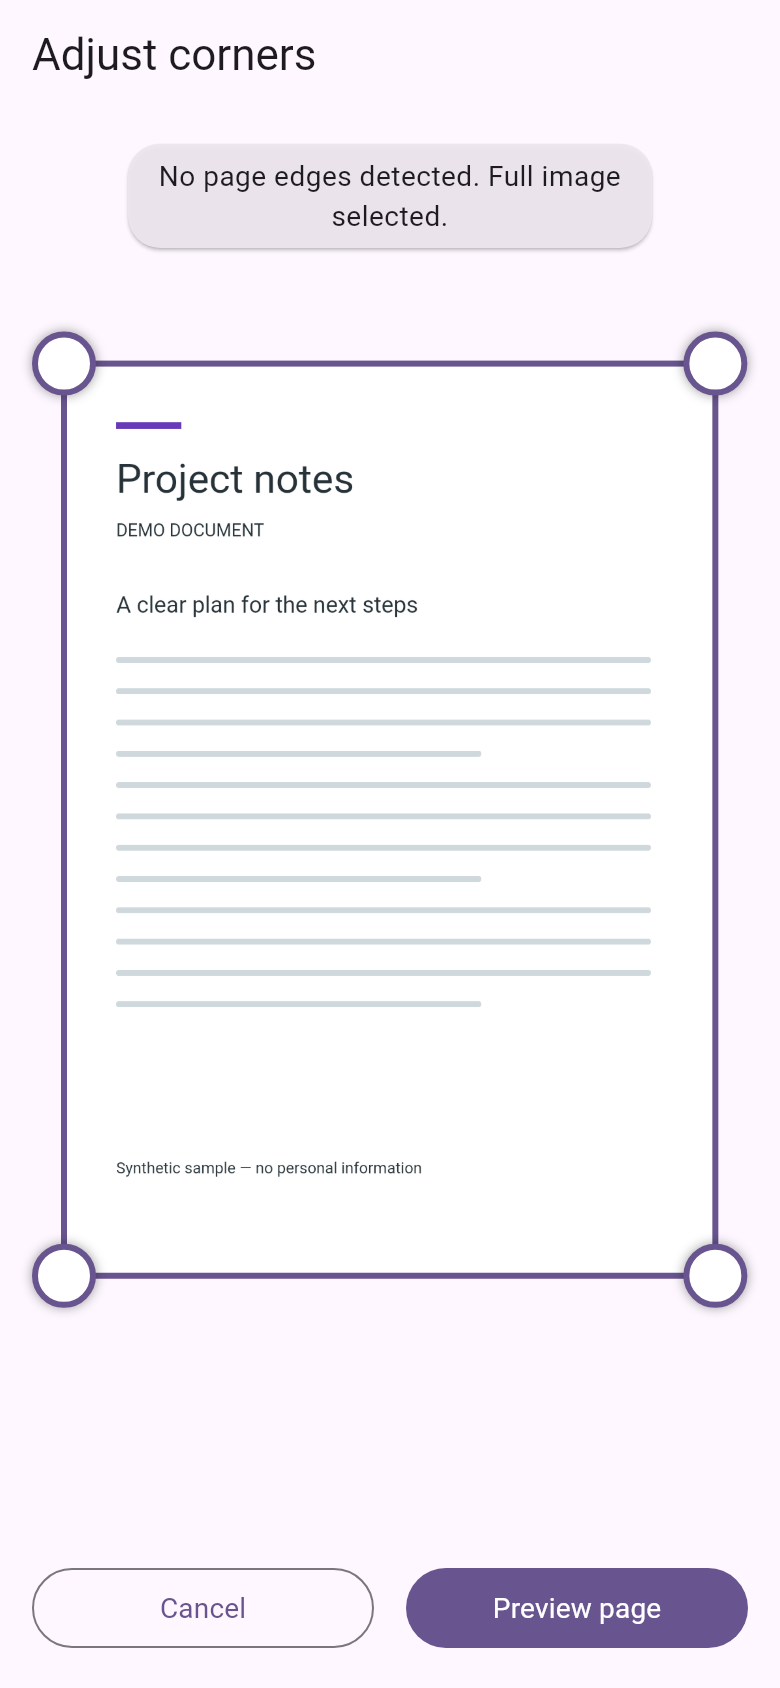 Adjust corners
No page edges detected. Full image
selected.
Project notes
DEMO DOCUMENT
A clear plan for the next steps
Synthetic sample — no personal information
Cancel
Preview page